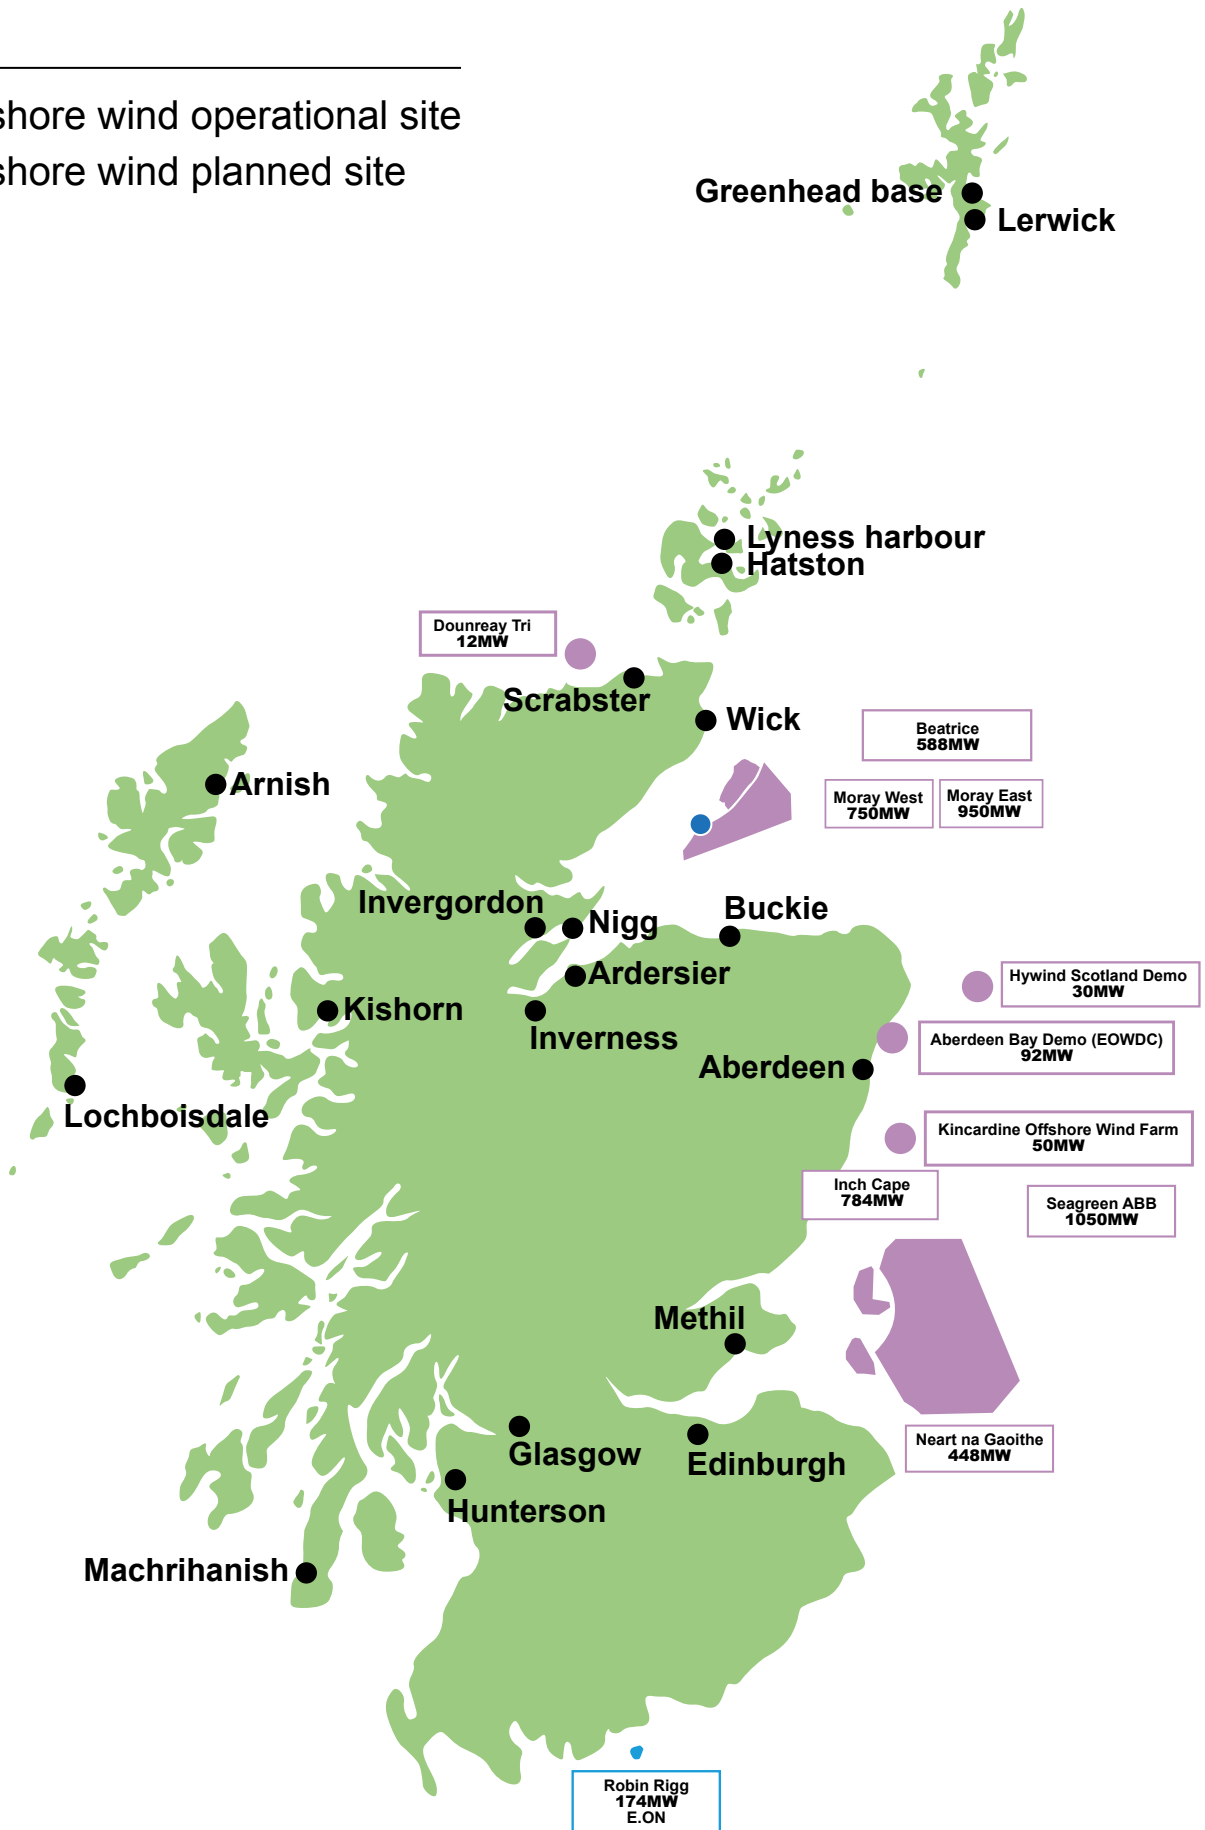 shore wind operational site
shore wind planned site
Greenhead base
Lerwick
Lyness harbour
Hatston
Dounreay Tri
12MW
Scrabster
Wick
Beatrice
588MW
Arnish
Moray West
750MW
Moray East
950MW
Invergordon
Nigg
Buckie
Ardersier
Hywind Scotland Demo
30MW
Kishorn
Inverness
Aberdeen Bay Demo (EOWDC)
92MW
Aberdeen
Lochboisdale
Kincardine Offshore Wind Farm
50MW
Inch Cape
784MW
Seagreen ABB
1050MW
Methil
Glasgow
Edinburgh
Neart na Gaoithe
448MW
Hunterson
Machrihanish
Robin Rigg
174MW
E.ON